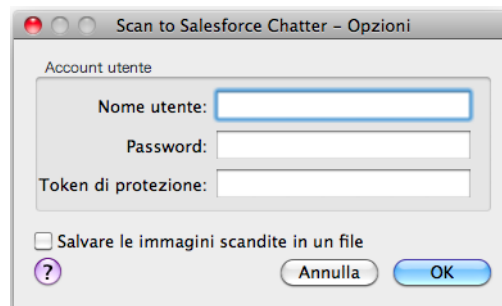 Scan to Salesforce Chatter – Opzioni
Account utente
Nome utente:
Password:
Token di protezione:
Salvare le immagini scandite in un file
?
Annulla
OK